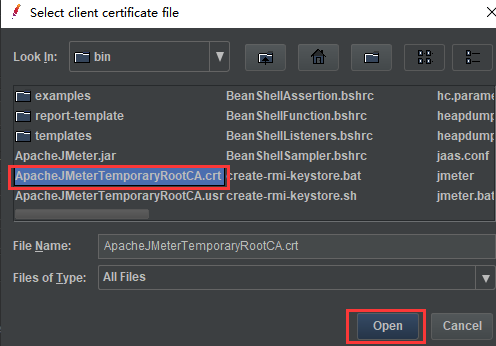 Select client certificate file
Look In: bin
examples BeanShellAssertion.bshrc hc.parame
report-template BeanShellFunction.bshrc heapdump
templates BeanShellListeners.bshrc heapdump
ApacheJMeter.jar BeanShellSampler.bshrc jaas.conf
ApacheJMeterTemporaryRootCA.crt create-rmi-keystore.bat jmeter
ApacheJMeterTemporaryRootCA.usr create-rmi-keystore.sh jmeter.bat
File Name: ApacheJMeterTemporaryRootCA.crt
Files of Type: All Files
Open Cancel